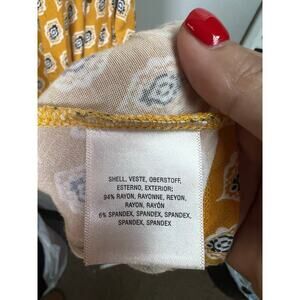 SHELL, VESTE, OBERSTOFF,
ESTERNO, EXTERIOR:
94% RAYON, RAYONNE, REYON,
RAYON, RAYÓN
6% SPANDEX, SPANDEX, SPANDEX,
SPANDEX, SPANDEX